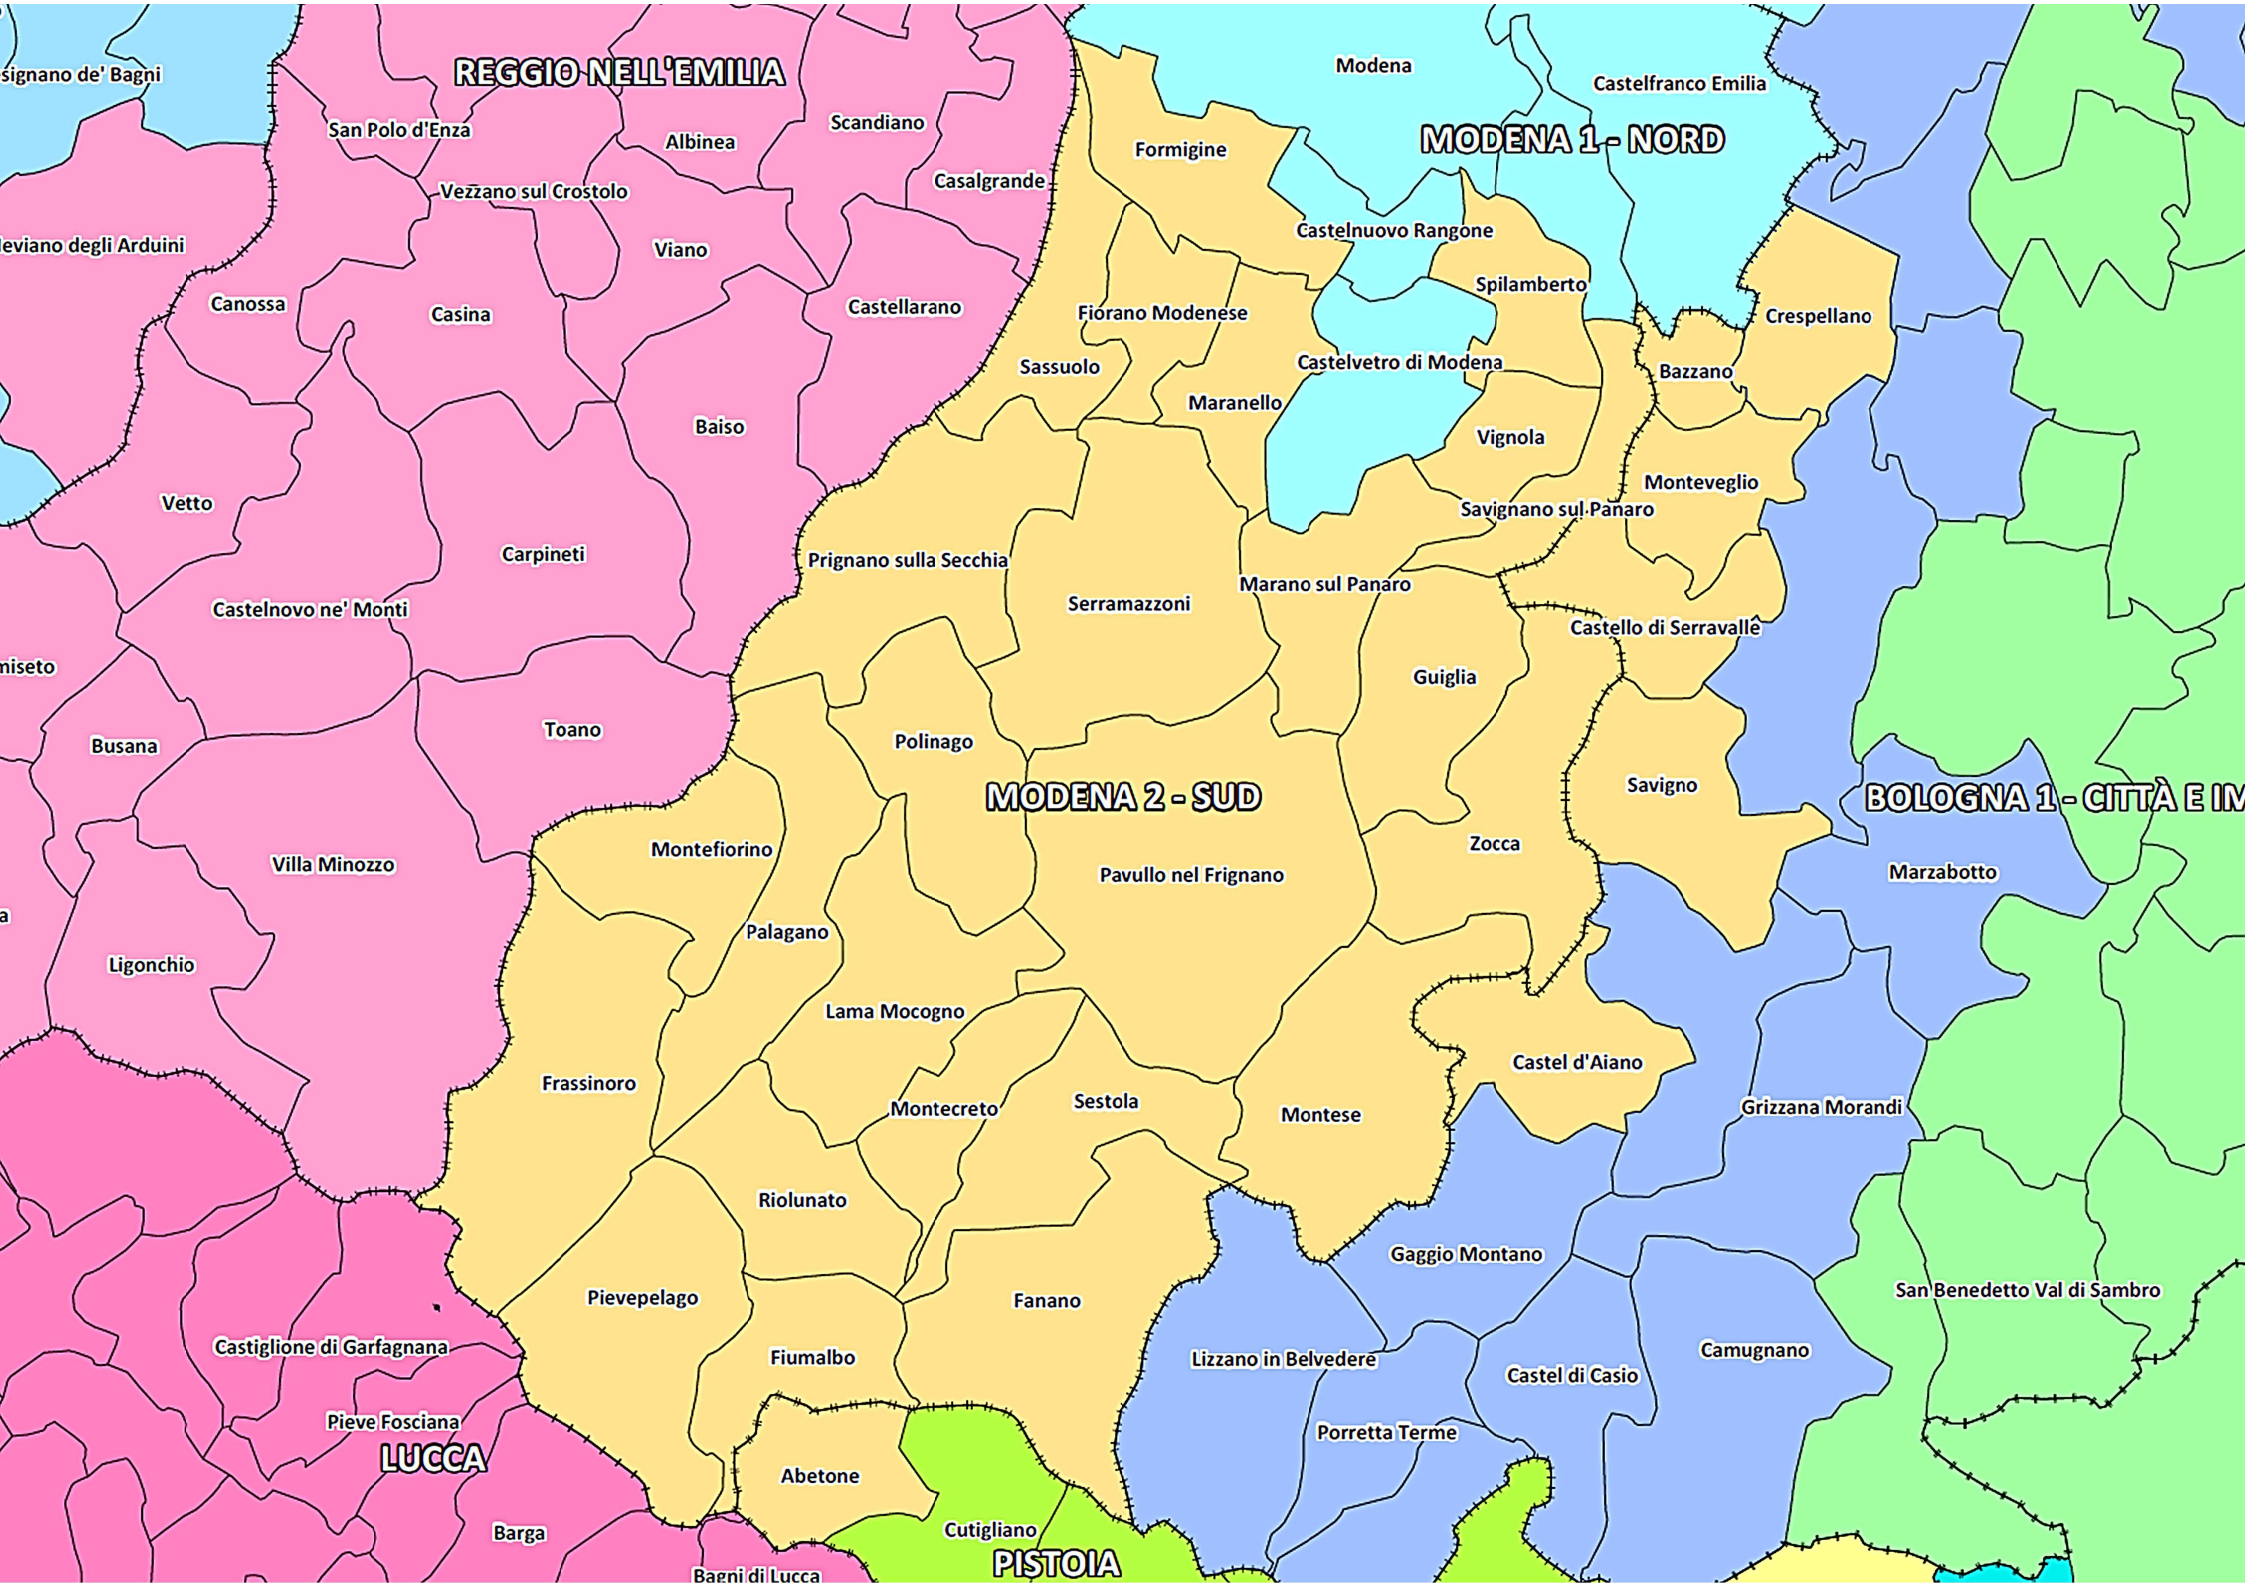 signano de' Bagni
REGGIO NELL'EMILIA
Modena
Castelfranco Emilia
San Polo d'Enza
Albinea
Scandiano
Formigine
MODENA 1 - NORD
Vezzano sul Crostolo
Casalgrande
leviano degli Arduini
Viano
Castelnuovo Rangone
Canossa
Casina
Castellarano
Fiorano Modenese
Spilamberto
Crespellano
Sassuolo
Castelvetro di Modena
Bazzano
Baiso
Maranello
Vignola
Vetto
Monteveglio
Savignano sul Panaro
Carpineti
Prignano sulla Secchia
Castelnovo ne' Monti
Serramazzoni
Marano sul Panaro
Castello di Serravalle
miseto
Guiglia
Busana
Toano
Polinago
MODENA 2 - SUD
Savigno
BOLOGNA 1 - CITTÀ E IM
Villa Minozzo
Montefiorino
Pavullo nel Frignano
Zocca
Marzabotto
a
Ligonchio
Palagano
Lama Mocogno
Frassinoro
Montecreto
Sestola
Montese
Castel d'Aiano
Grizzana Morandi
Riolunato
Gaggio Montano
Pievepelago
Fanano
San Benedetto Val di Sambro
Castiglione di Garfagnana
Fiumalbo
Lizzano in Belvedere
Castel di Casio
Camugnano
Pieve Fosciana
LUCCA
Abetone
Porretta Terme
Barga
Cutigliano
PISTOIA
Bagni di Lucca